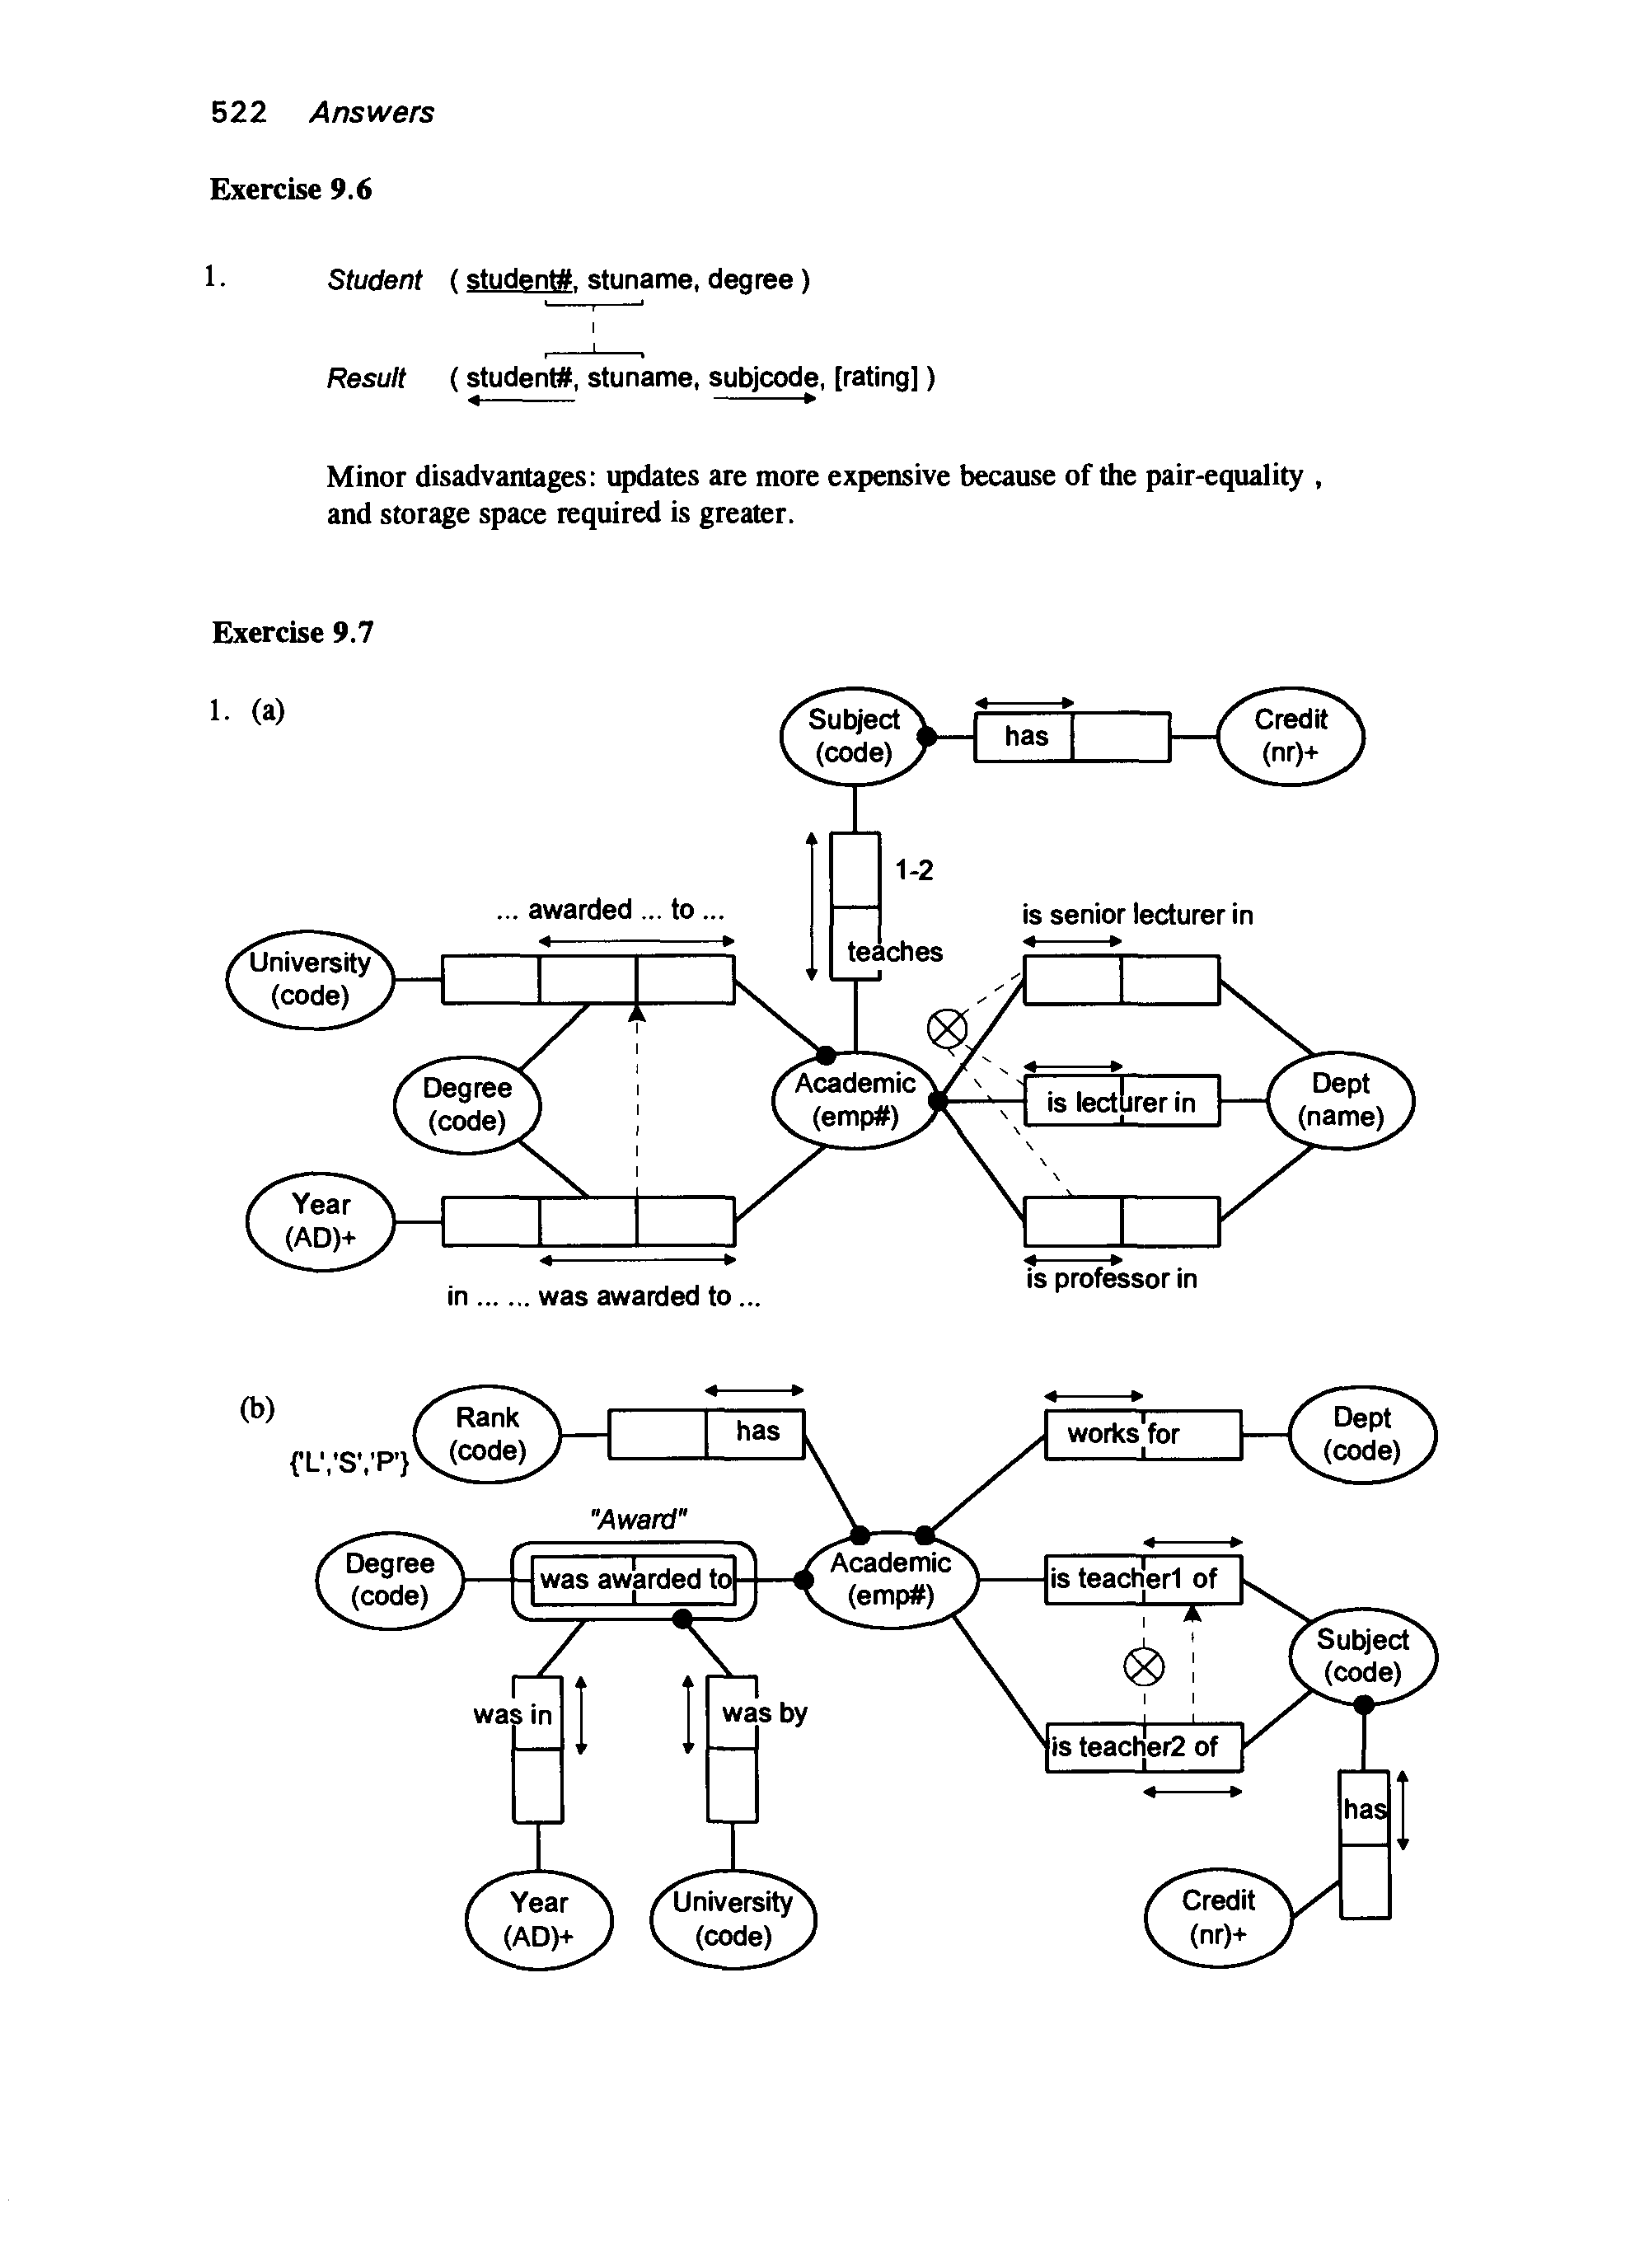 522 Answers
Exercise 9.6
1. Student ( student#, stuname, degree )
Result ( student#, stuname, subjcode, [rating] )
Minor disadvantages: updates are more expensive because of the pair-equality ,
and storage space required is greater.
Exercise 9.7
1. (a)
Subject
(code)
has
Credit
(nr)+
1-2
teaches
... awarded ... to ...
is senior lecturer in
University
(code)
Degree
(code)
Academic
(emp#)
is lecturer in
Dept
(name)
Year
(AD)+
in ... ... was awarded to ...
is professor in
(b)
{'L','S','P'}
Rank
(code)
has
works for
Dept
(code)
"Award"
Degree
(code)
was awarded to
Academic
(emp#)
is teacher1 of
Subject
(code)
is teacher2 of
was in
was by
has
Year
(AD)+
University
(code)
Credit
(nr)+